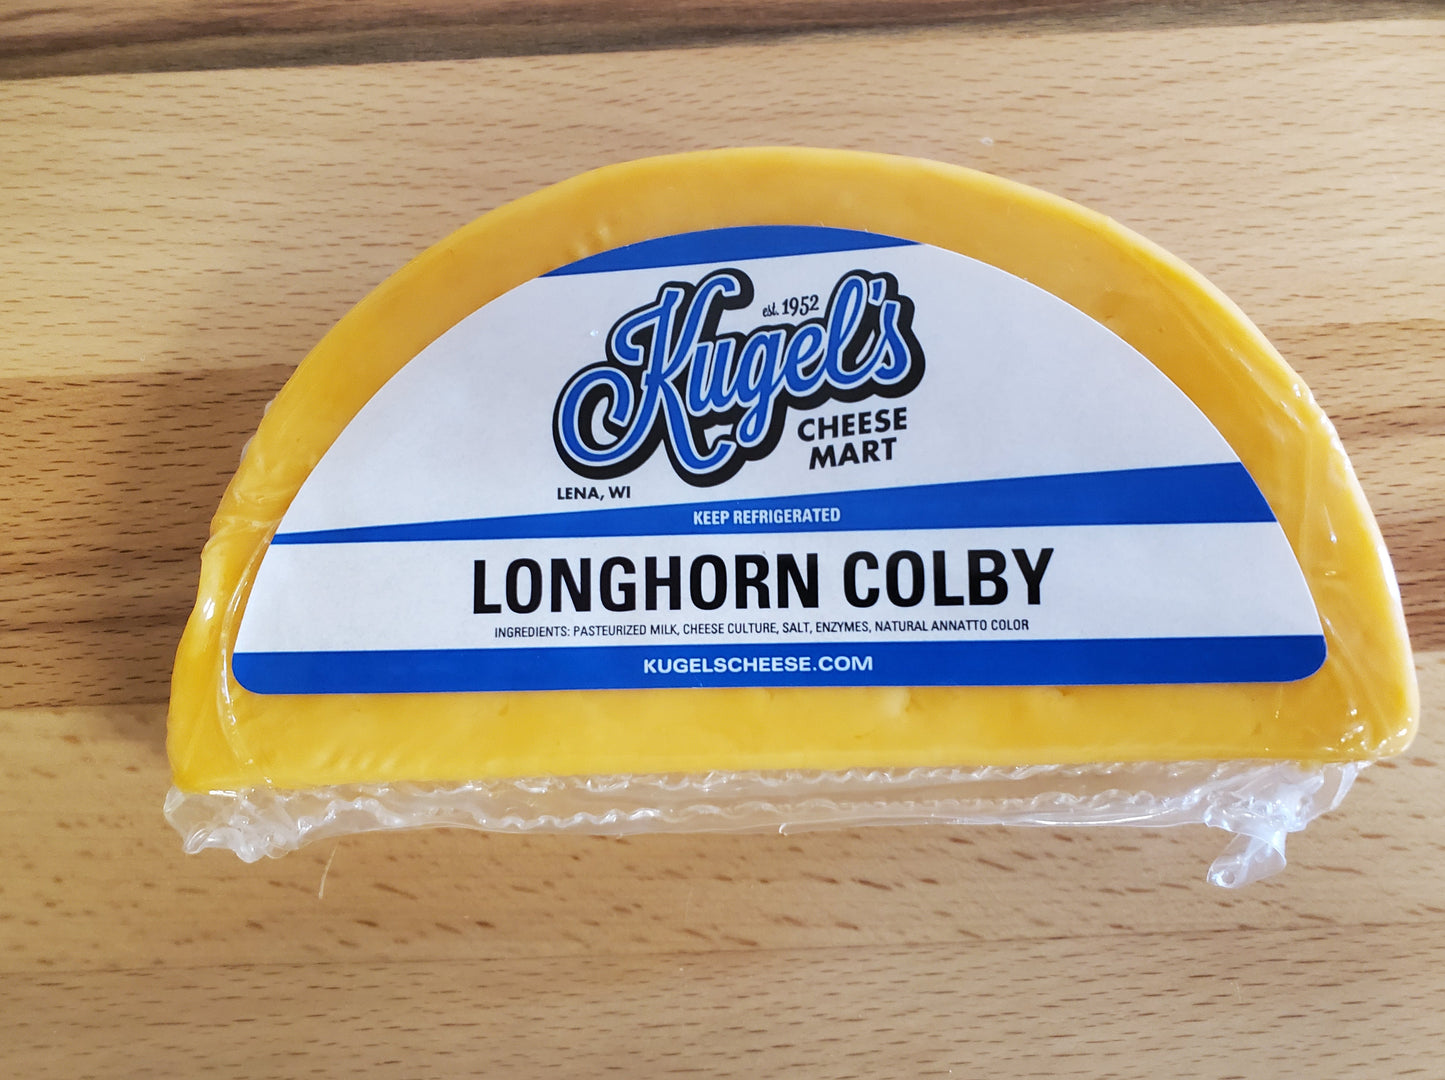 est. 1952
Kugel's
CHEESE
MART
LENA, WI
KEEP REFRIGERATED
LONGHORN COLBY
INGREDIENTS: PASTEURIZED MILK, CHEESE CULTURE, SALT, ENZYMES, NATURAL ANNATTO COLOR
KUGELSCHEESE.COM